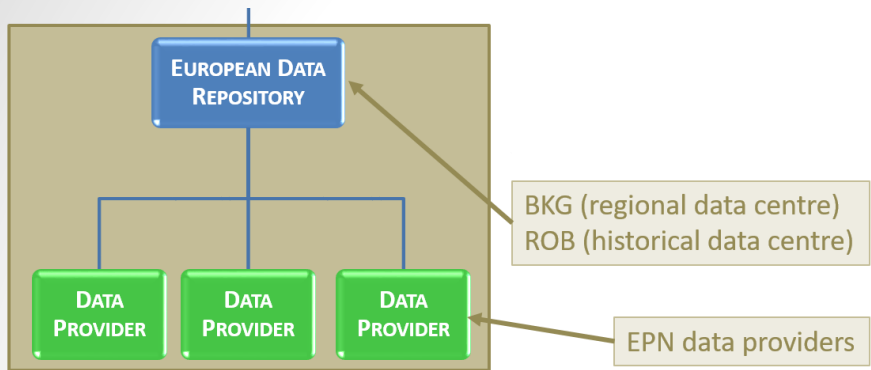 EUROPEAN DATA
REPOSITORY
BKG (regional data centre)
ROB (historical data centre)
DATA
PROVIDER
DATA
PROVIDER
DATA
PROVIDER
EPN data providers